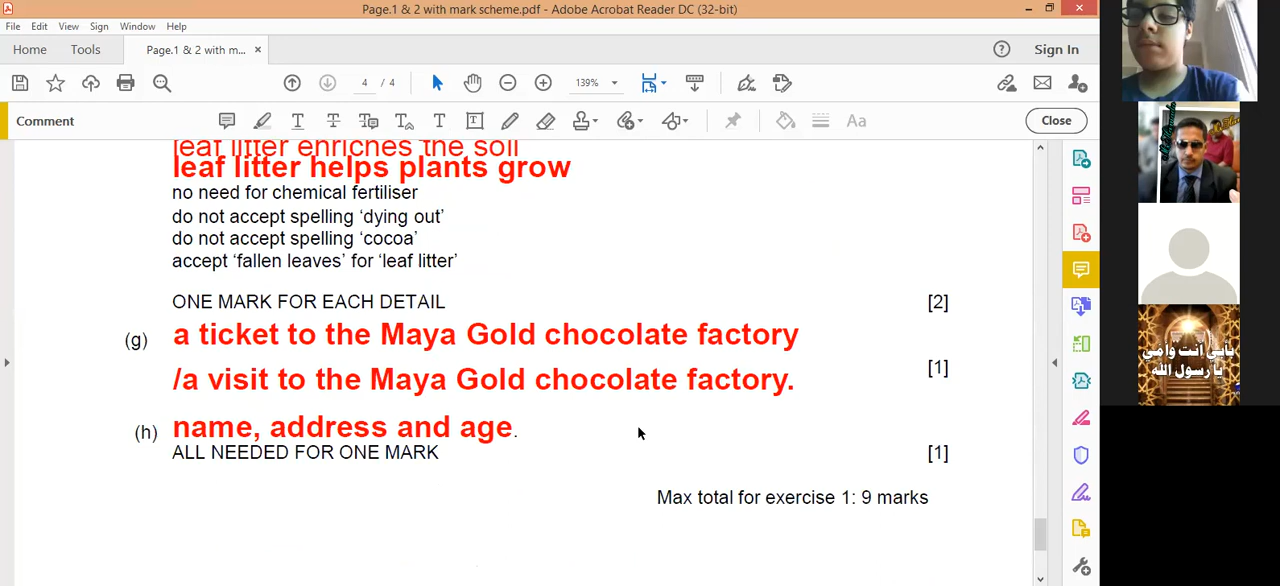 Page.1 & 2 with mark scheme.pdf - Adobe Acrobat Reader DC (32-bit)
File Edit View Sign Window Help
Home Tools Page.1 & 2 with m... × Sign In
4 / 4 139%
Comment Close
leaf litter enriches the soil
leaf litter helps plants grow
no need for chemical fertiliser
do not accept spelling ‘dying out’
do not accept spelling ‘cocoa’
accept ‘fallen leaves’ for ‘leaf litter’
ONE MARK FOR EACH DETAIL [2]
(g) a ticket to the Maya Gold chocolate factory
/a visit to the Maya Gold chocolate factory. [1]
(h) name, address and age.
ALL NEEDED FOR ONE MARK [1]
Max total for exercise 1: 9 marks
بأبي أنت وأمي
يا رسول الله